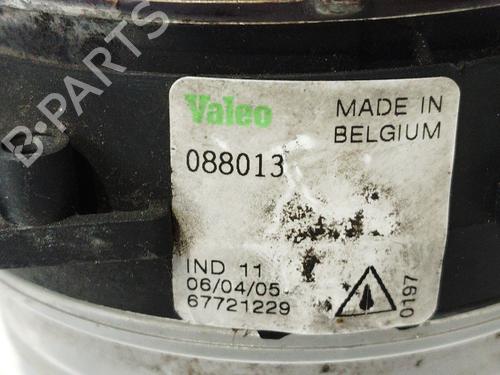 B-PARTS
Valeo
MADE IN
BELGIUM
088013
IND 11
06/04/05
67721229
0197